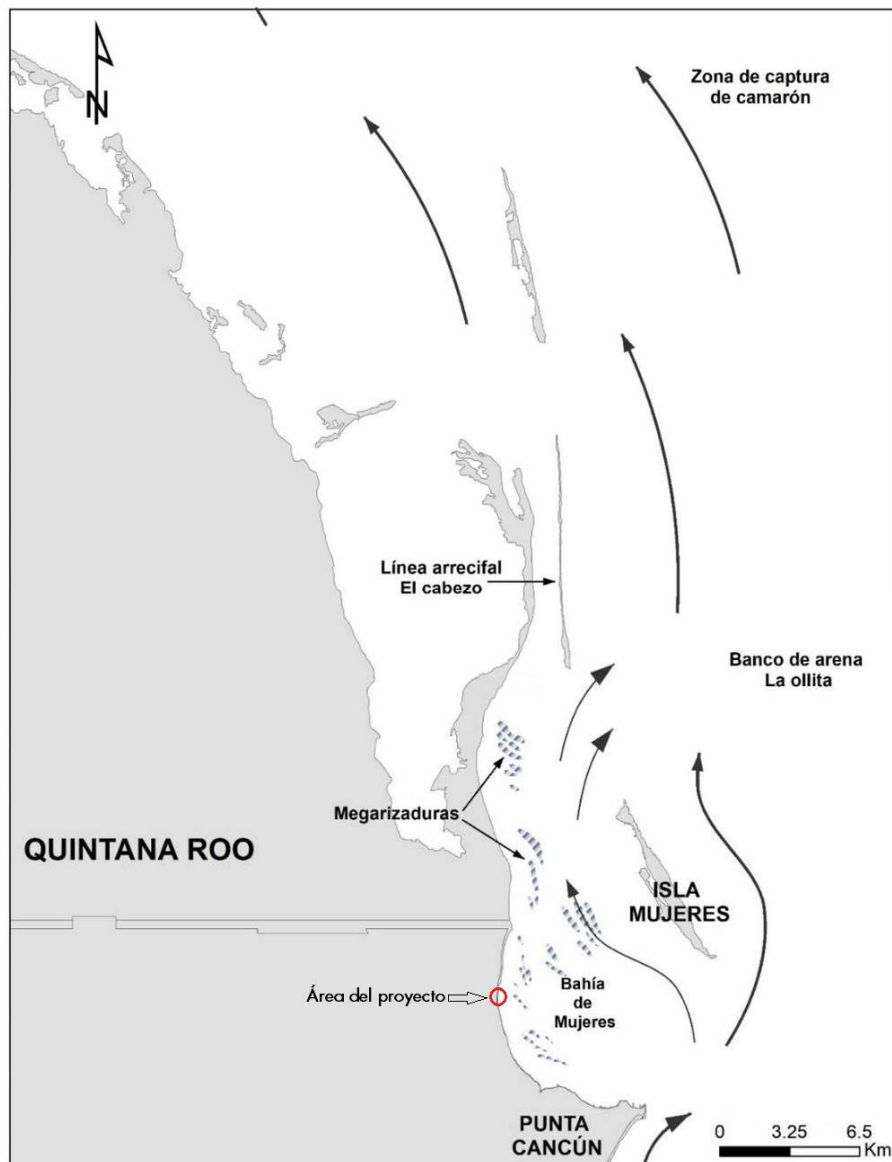 N
Zona de captura
de camarón
Línea arrecifal
El cabezo
Banco de arena
La ollita
Megarizaduras
QUINTANA ROO
ISLA
MUJERES
Área del proyecto
Bahía
de
Mujeres
PUNTA
CANCÚN
0 3.25 6.5
Km